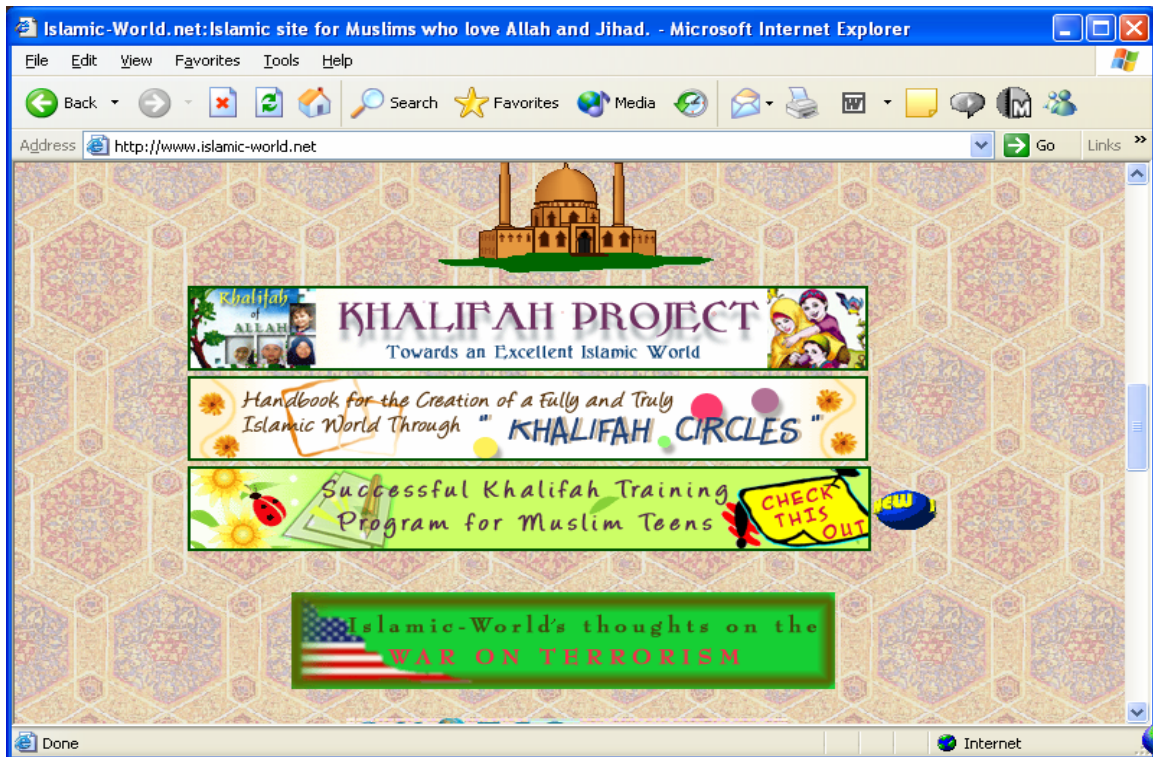 Islamic-World.net:Islamic site for Muslims who love Allah and Jihad. - Microsoft Internet Explorer
File Edit View Favorites Tools Help
Back Search Favorites Media
Address http://www.islamic-world.net Go Links »
Khalifah
of
ALLAH
KHALIFAH PROJECT
Towards an Excellent Islamic World
Handbook for the Creation of a Fully and Truly
Islamic World Through " KHALIFAH CIRCLES "
Successful Khalifah Training
Program for Muslim Teens
CHECK
THIS
OUT
NEW
Islamic-World's thoughts on the
WAR ON TERRORISM
Done Internet